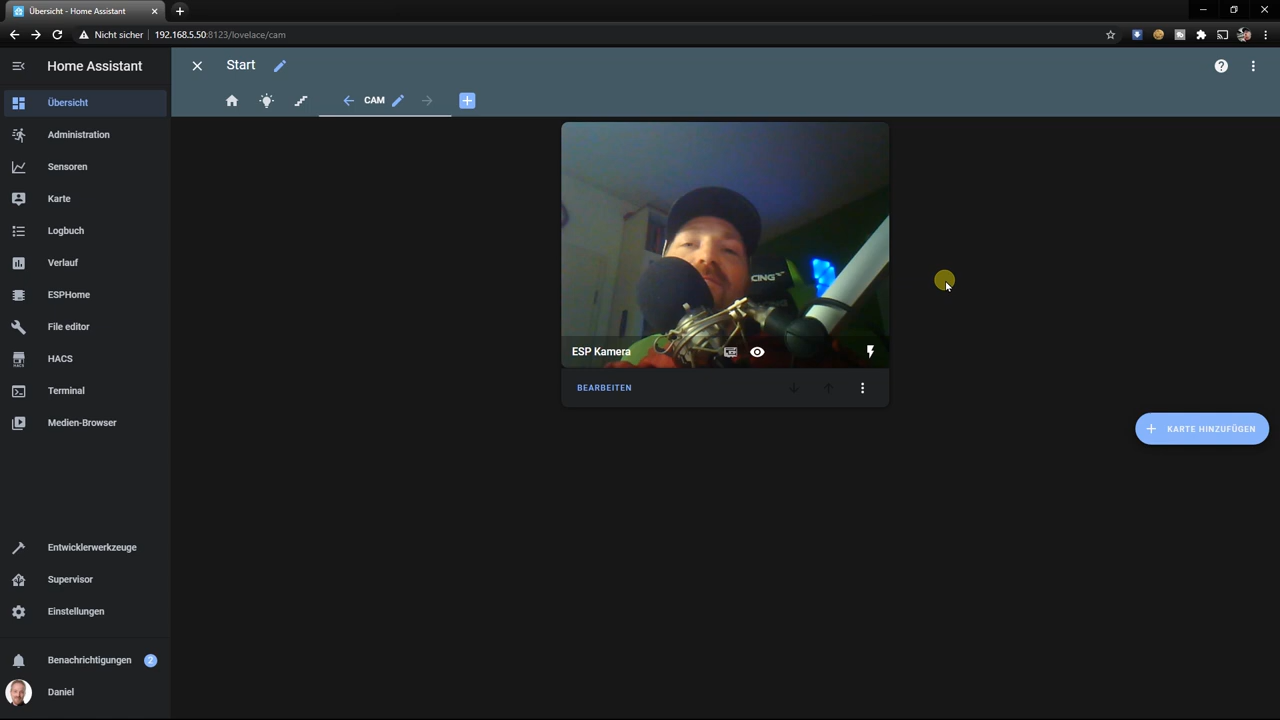 Übersicht - Home Assistant
Nicht sicher
192.168.5.50:8123/lovelace/cam
Home Assistant
Start
CAM
Übersicht
Administration
Sensoren
Karte
Logbuch
Verlauf
ESPHome
File editor
HACS
Terminal
Medien-Browser
CING
ESP Kamera
BEARBEITEN
KARTE HINZUFÜGEN
Entwicklerwerkzeuge
Supervisor
Einstellungen
Benachrichtigungen 2
Daniel